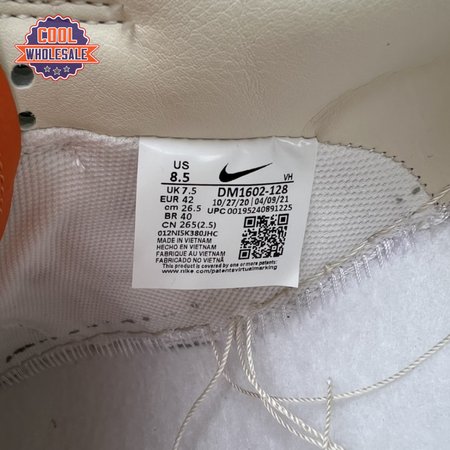 COOL
WHOLESALE
US
8.5
VH
UK 7.5
EUR 42
cm 26.5
BR 40
CN 265(2.5)
DM1602-128
10/27/20 04/09/21
UPC 00195240891225
012NISK380JHC
MADE IN VIETNAM
HECHO EN VIETNAM
FABRIQUE AU VIETNAM
FABRICADO NO VIETNÃ
This product is covered by one or more patents.
www.nike.com/patentsvirtualmarking